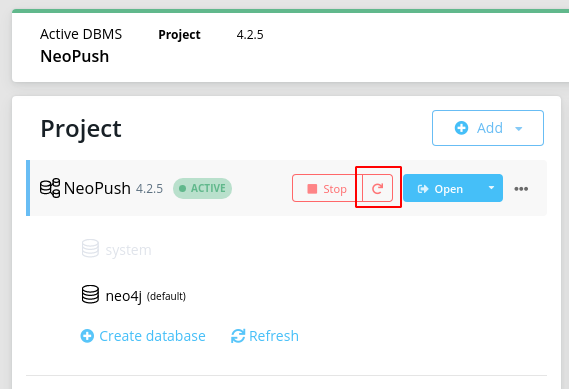 Active DBMS Project 4.2.5
NeoPush
Project
Add
NeoPush 4.2.5 ACTIVE Stop Open
system
neo4j (default)
Create database Refresh